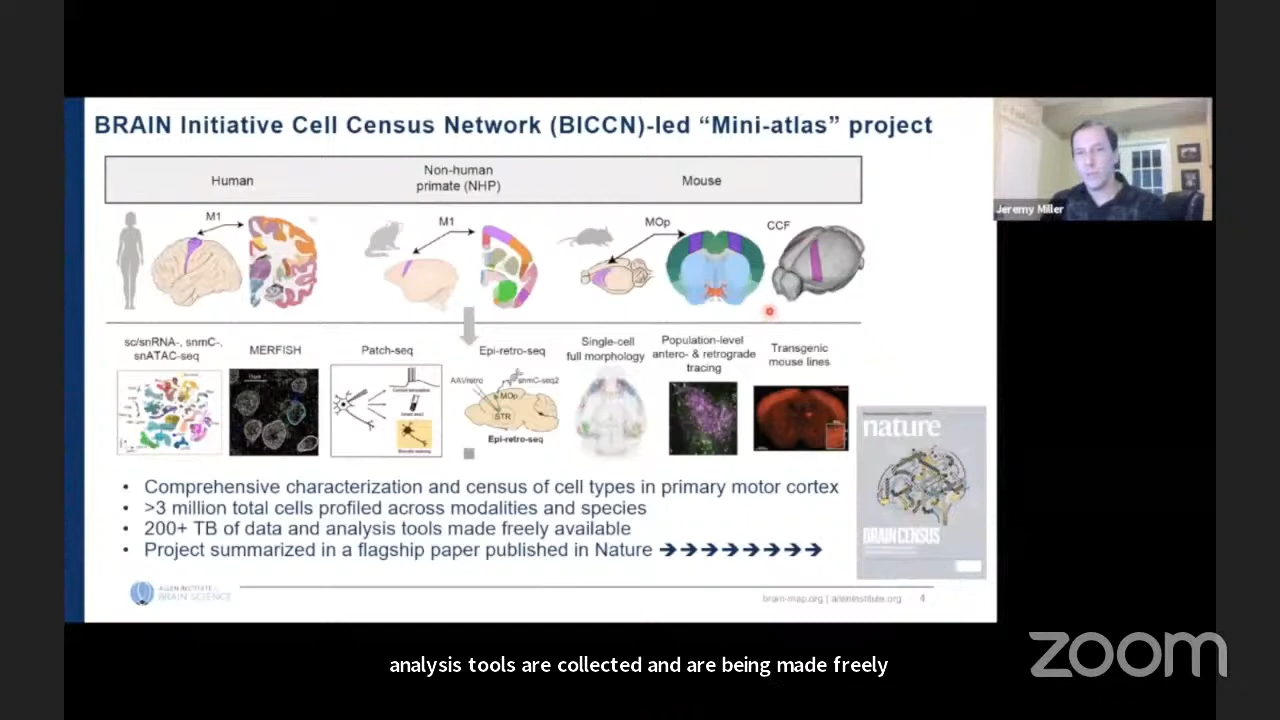 BRAIN Initiative Cell Census Network (BICCN)-led “Mini-atlas” project
Human
Non-human
primate (NHP)
Mouse
M1
M1
MOp
CCF
Jeremy Miller
sc/snRNA-, snmC-,
snATAC-seq
MERFISH
Patch-seq
Epi-retro-seq
Single-cell
full morphology
Population-level
antero- & retrograde
tracing
Transgenic
mouse lines
AAVretro
snmC-seq2
MOp
STR
Epi-retro-seq
nature
BRAIN CENSUS
• Comprehensive characterization and census of cell types in primary motor cortex
• >3 million total cells profiled across modalities and species
• 200+ TB of data and analysis tools made freely available
• Project summarized in a flagship paper published in Nature ➔➔➔➔➔➔➔➔
ALLEN INSTITUTE for
BRAIN SCIENCE
brain-map.org | alleninstitute.org 4
analysis tools are collected and are being made freely
zoom